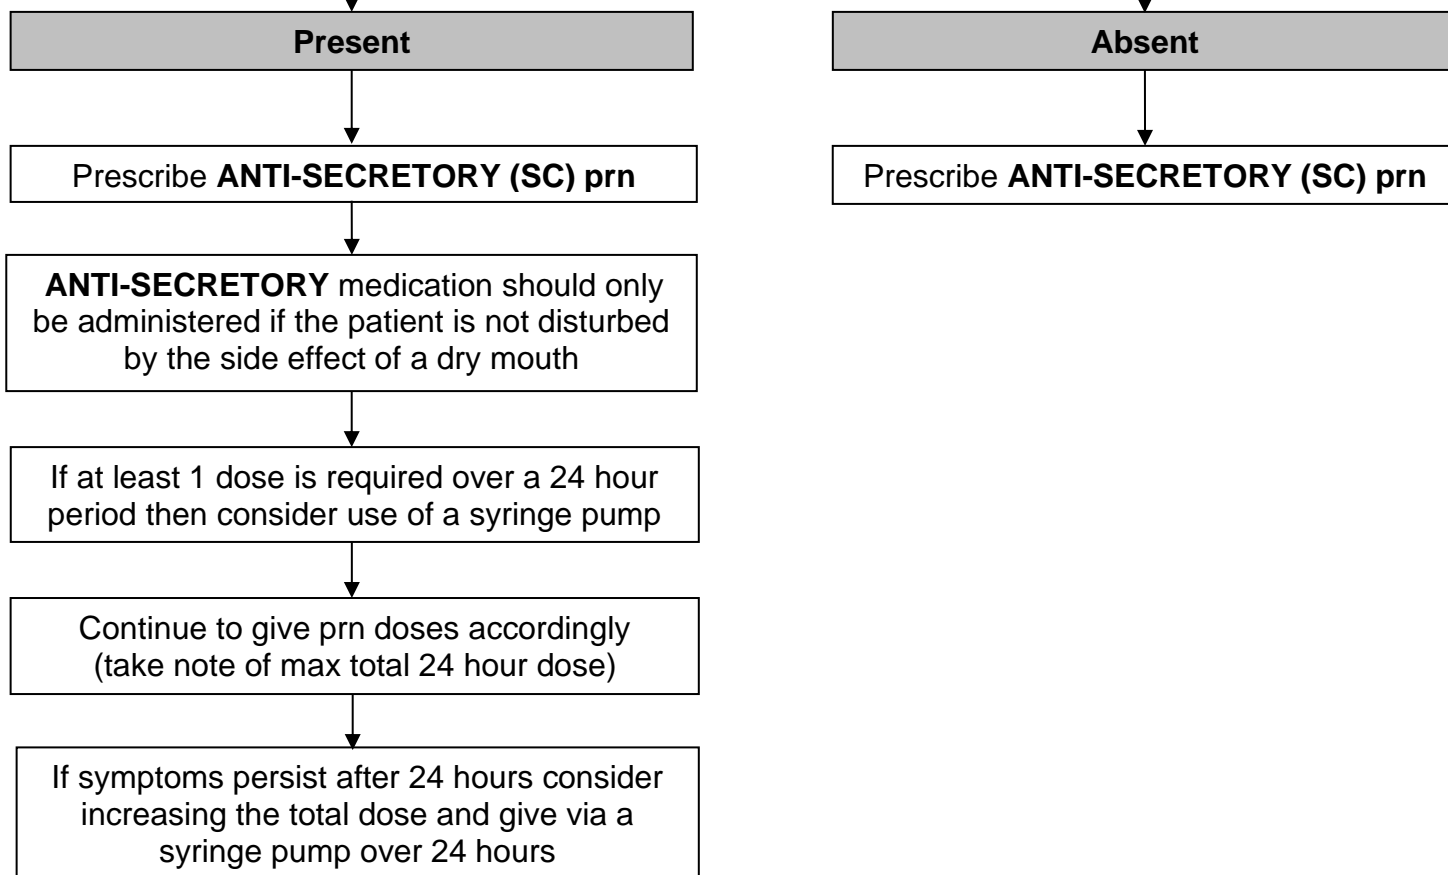 Present
Prescribe ANTI-SECRETORY (SC) prn
ANTI-SECRETORY medication should only
be administered if the patient is not disturbed
by the side effect of a dry mouth
If at least 1 dose is required over a 24 hour
period then consider use of a syringe pump
Continue to give prn doses accordingly
(take note of max total 24 hour dose)
If symptoms persist after 24 hours consider
increasing the total dose and give via a
syringe pump over 24 hours
Absent
Prescribe ANTI-SECRETORY (SC) prn